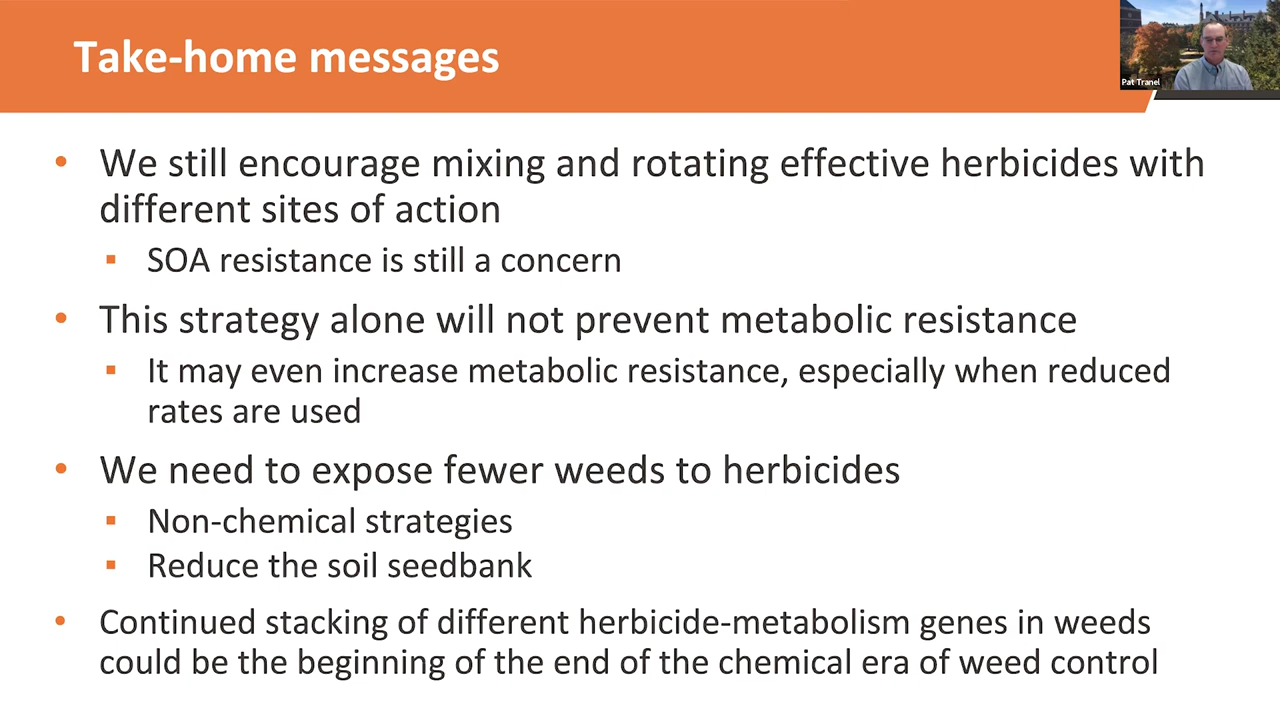 Take-home messages
Pat Tranel
• We still encourage mixing and rotating effective herbicides with
different sites of action
▪ SOA resistance is still a concern
• This strategy alone will not prevent metabolic resistance
▪ It may even increase metabolic resistance, especially when reduced
rates are used
• We need to expose fewer weeds to herbicides
▪ Non-chemical strategies
▪ Reduce the soil seedbank
• Continued stacking of different herbicide-metabolism genes in weeds
could be the beginning of the end of the chemical era of weed control